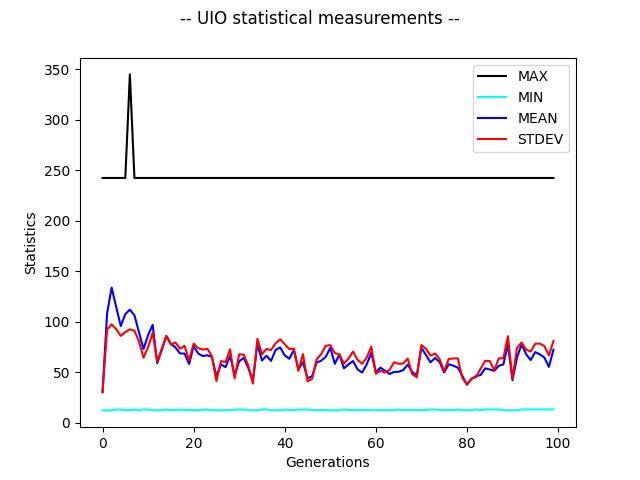 -- UIO statistical measurements --
350
300
250
200
150
100
50
0
Statistics
MAX
MIN
MEAN
STDEV
0 20 40 60 80 100
Generations